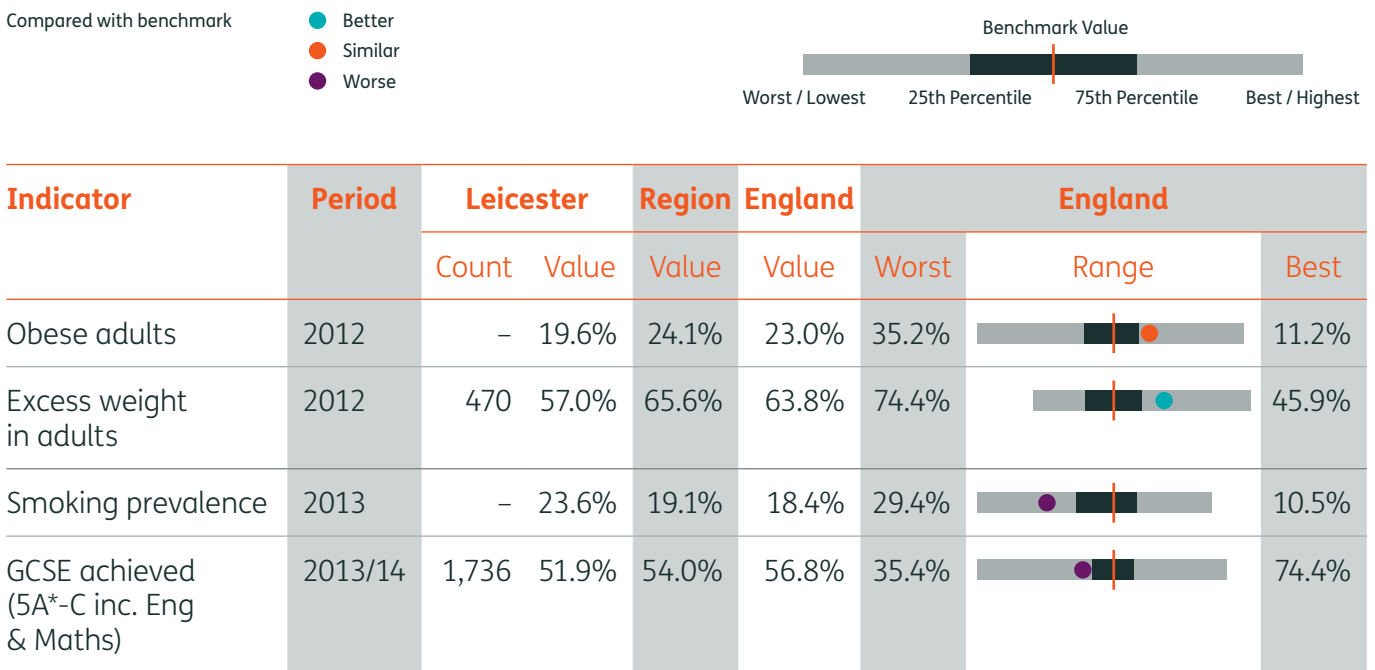 Compared with benchmark
Better
Similar
Worse
Benchmark Value
Worst / Lowest 25th Percentile 75th Percentile Best / Highest
Indicator Period Leicester Region England England
Count Value Value Value Worst Range Best
Obese adults 2012 – 19.6% 24.1% 23.0% 35.2% 11.2%
Excess weight 2012 470 57.0% 65.6% 63.8% 74.4% 45.9%
in adults
Smoking prevalence 2013 – 23.6% 19.1% 18.4% 29.4% 10.5%
GCSE achieved 2013/14 1,736 51.9% 54.0% 56.8% 35.4% 74.4%
(5A*-C inc. Eng
& Maths)